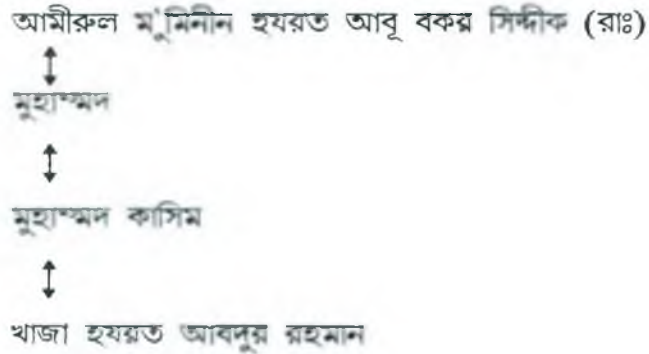 আমীরুল মু'মিনীন হযরত আবূ বকর সিদ্দীক (রাঃ)
মুহাম্মদ
মুহাম্মদ কাসিম
খাজা হযরত আবদুর রহমান